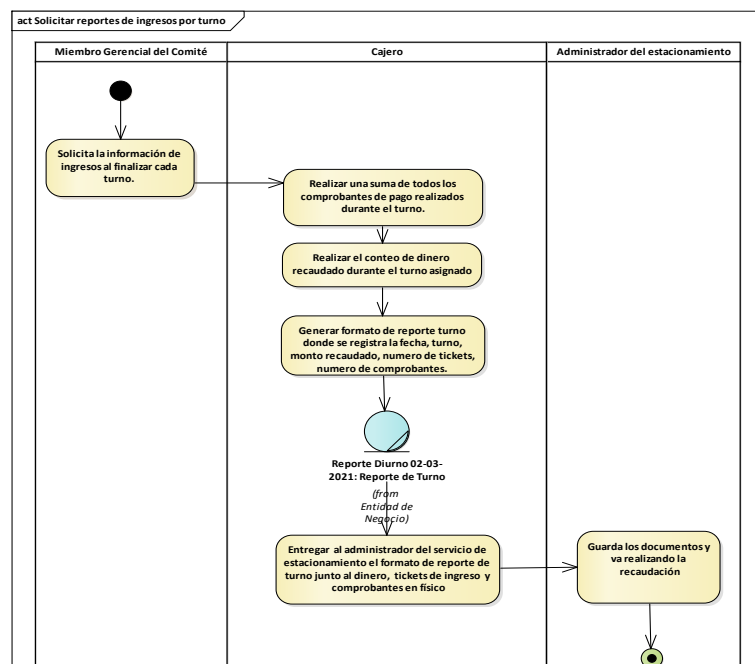 act Solicitar reportes de ingresos por turno
Miembro Gerencial del Comité
Cajero
Administrador del estacionamiento
Solicita la información de
ingresos al finalizar cada
turno.
Realizar una suma de todos los
comprobantes de pago realizados
durante el turno.
Realizar el conteo de dinero
recaudado durante el turno asignado
Generar formato de reporte turno
donde se registra la fecha, turno,
monto recaudado, numero de tickets,
numero de comprobantes.
Reporte Diurno 02-03-
2021: Reporte de Turno
(from
Entidad de
Negocio)
Entregar al administrador del servicio de
estacionamiento el formato de reporte de
turno junto al dinero, tickets de ingreso y
comprobantes en físico
Guarda los documentos y
va realizando la
recaudación